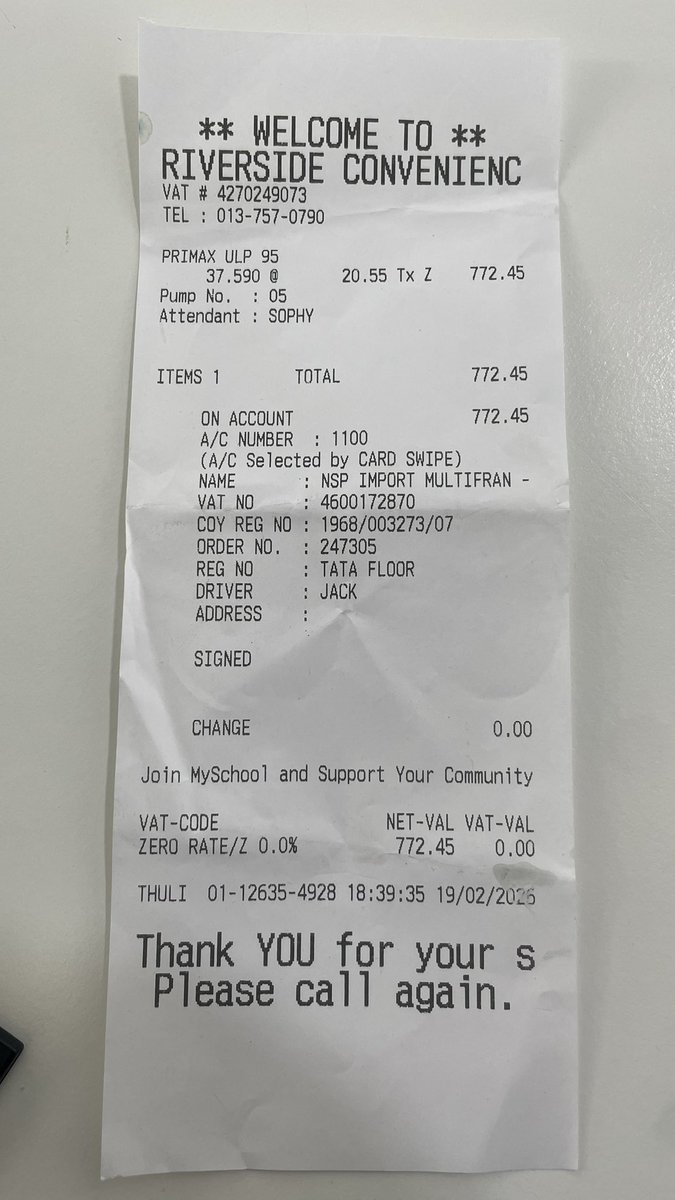 ** WELCOME TO **
RIVERSIDE CONVENIENC
VAT # 4270249073
TEL : 013-757-0790
PRIMAX ULP 95
37.590 @ 20.55 Tx Z 772.45
Pump No. : 05
Attendant : SOPHY
ITEMS 1 TOTAL 772.45
ON ACCOUNT 772.45
A/C NUMBER : 1100
(A/C Selected by CARD SWIPE)
NAME : NSP IMPORT MULTIFRAN -
VAT NO : 4600172870
COY REG NO : 1968/003273/07
ORDER NO. : 247305
REG NO : TATA FLOOR
DRIVER : JACK
ADDRESS :
SIGNED
CHANGE 0.00
Join MySchool and Support Your Community
VAT-CODE NET-VAL VAT-VAL
ZERO RATE/Z 0.0% 772.45 0.00
THULI 01-12635-4928 18:39:35 19/02/2026
Thank YOU for your s
Please call again.